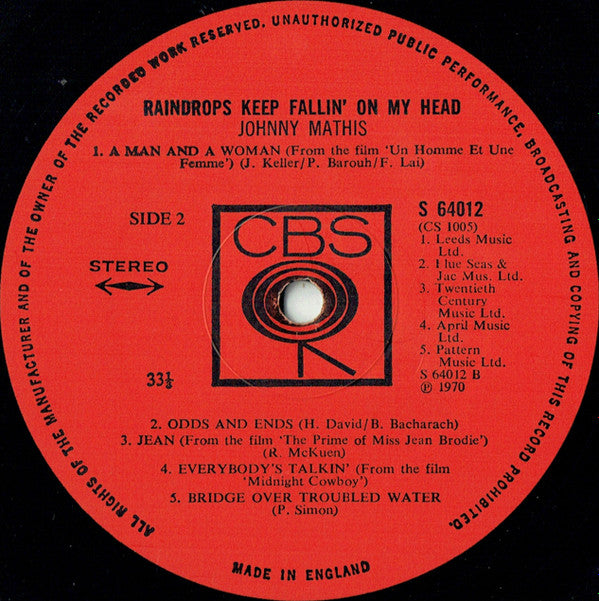 ALL RIGHTS OF THE MANUFACTURER AND OF THE OWNER OF THE RECORDED WORK RESERVED. UNAUTHORIZED PUBLIC PERFORMANCE, BROADCASTING AND COPYING OF THIS RECORD PROHIBITED.
RAINDROPS KEEP FALLIN' ON MY HEAD
JOHNNY MATHIS
1. A MAN AND A WOMAN (From the film 'Un Homme Et Une
Femme') (J. Keller/P. Barouh/F. Lai)
SIDE 2
STEREO
33⅓
CBS
S 64012
(CS 1005)
1. Leeds Music
Ltd.
2. Blue Seas &
Jac Mus. Ltd.
3. Twentieth
Century
Music Ltd.
4. April Music
Ltd.
5. Pattern
Music Ltd.
S 64012 B
℗ 1970
2. ODDS AND ENDS (H. David/B. Bacharach)
3. JEAN (From the film 'The Prime of Miss Jean Brodie')
(R. McKuen)
4. EVERYBODY'S TALKIN' (From the film
'Midnight Cowboy')
5. BRIDGE OVER TROUBLED WATER
(P. Simon)
MADE IN ENGLAND